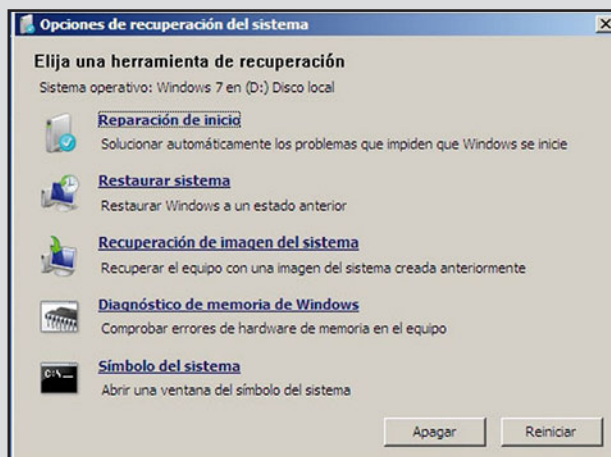 Opciones de recuperación del sistema
Elija una herramienta de recuperación
Sistema operativo: Windows 7 en (D:) Disco local
Reparación de inicio
Solucionar automáticamente los problemas que impiden que Windows se inicie
Restaurar sistema
Restaurar Windows a un estado anterior
Recuperación de imagen del sistema
Recuperar el equipo con una imagen del sistema creada anteriormente
Diagnóstico de memoria de Windows
Comprobar errores de hardware de memoria en el equipo
C:\_
Símbolo del sistema
Abrir una ventana del símbolo del sistema
Apagar
Reiniciar